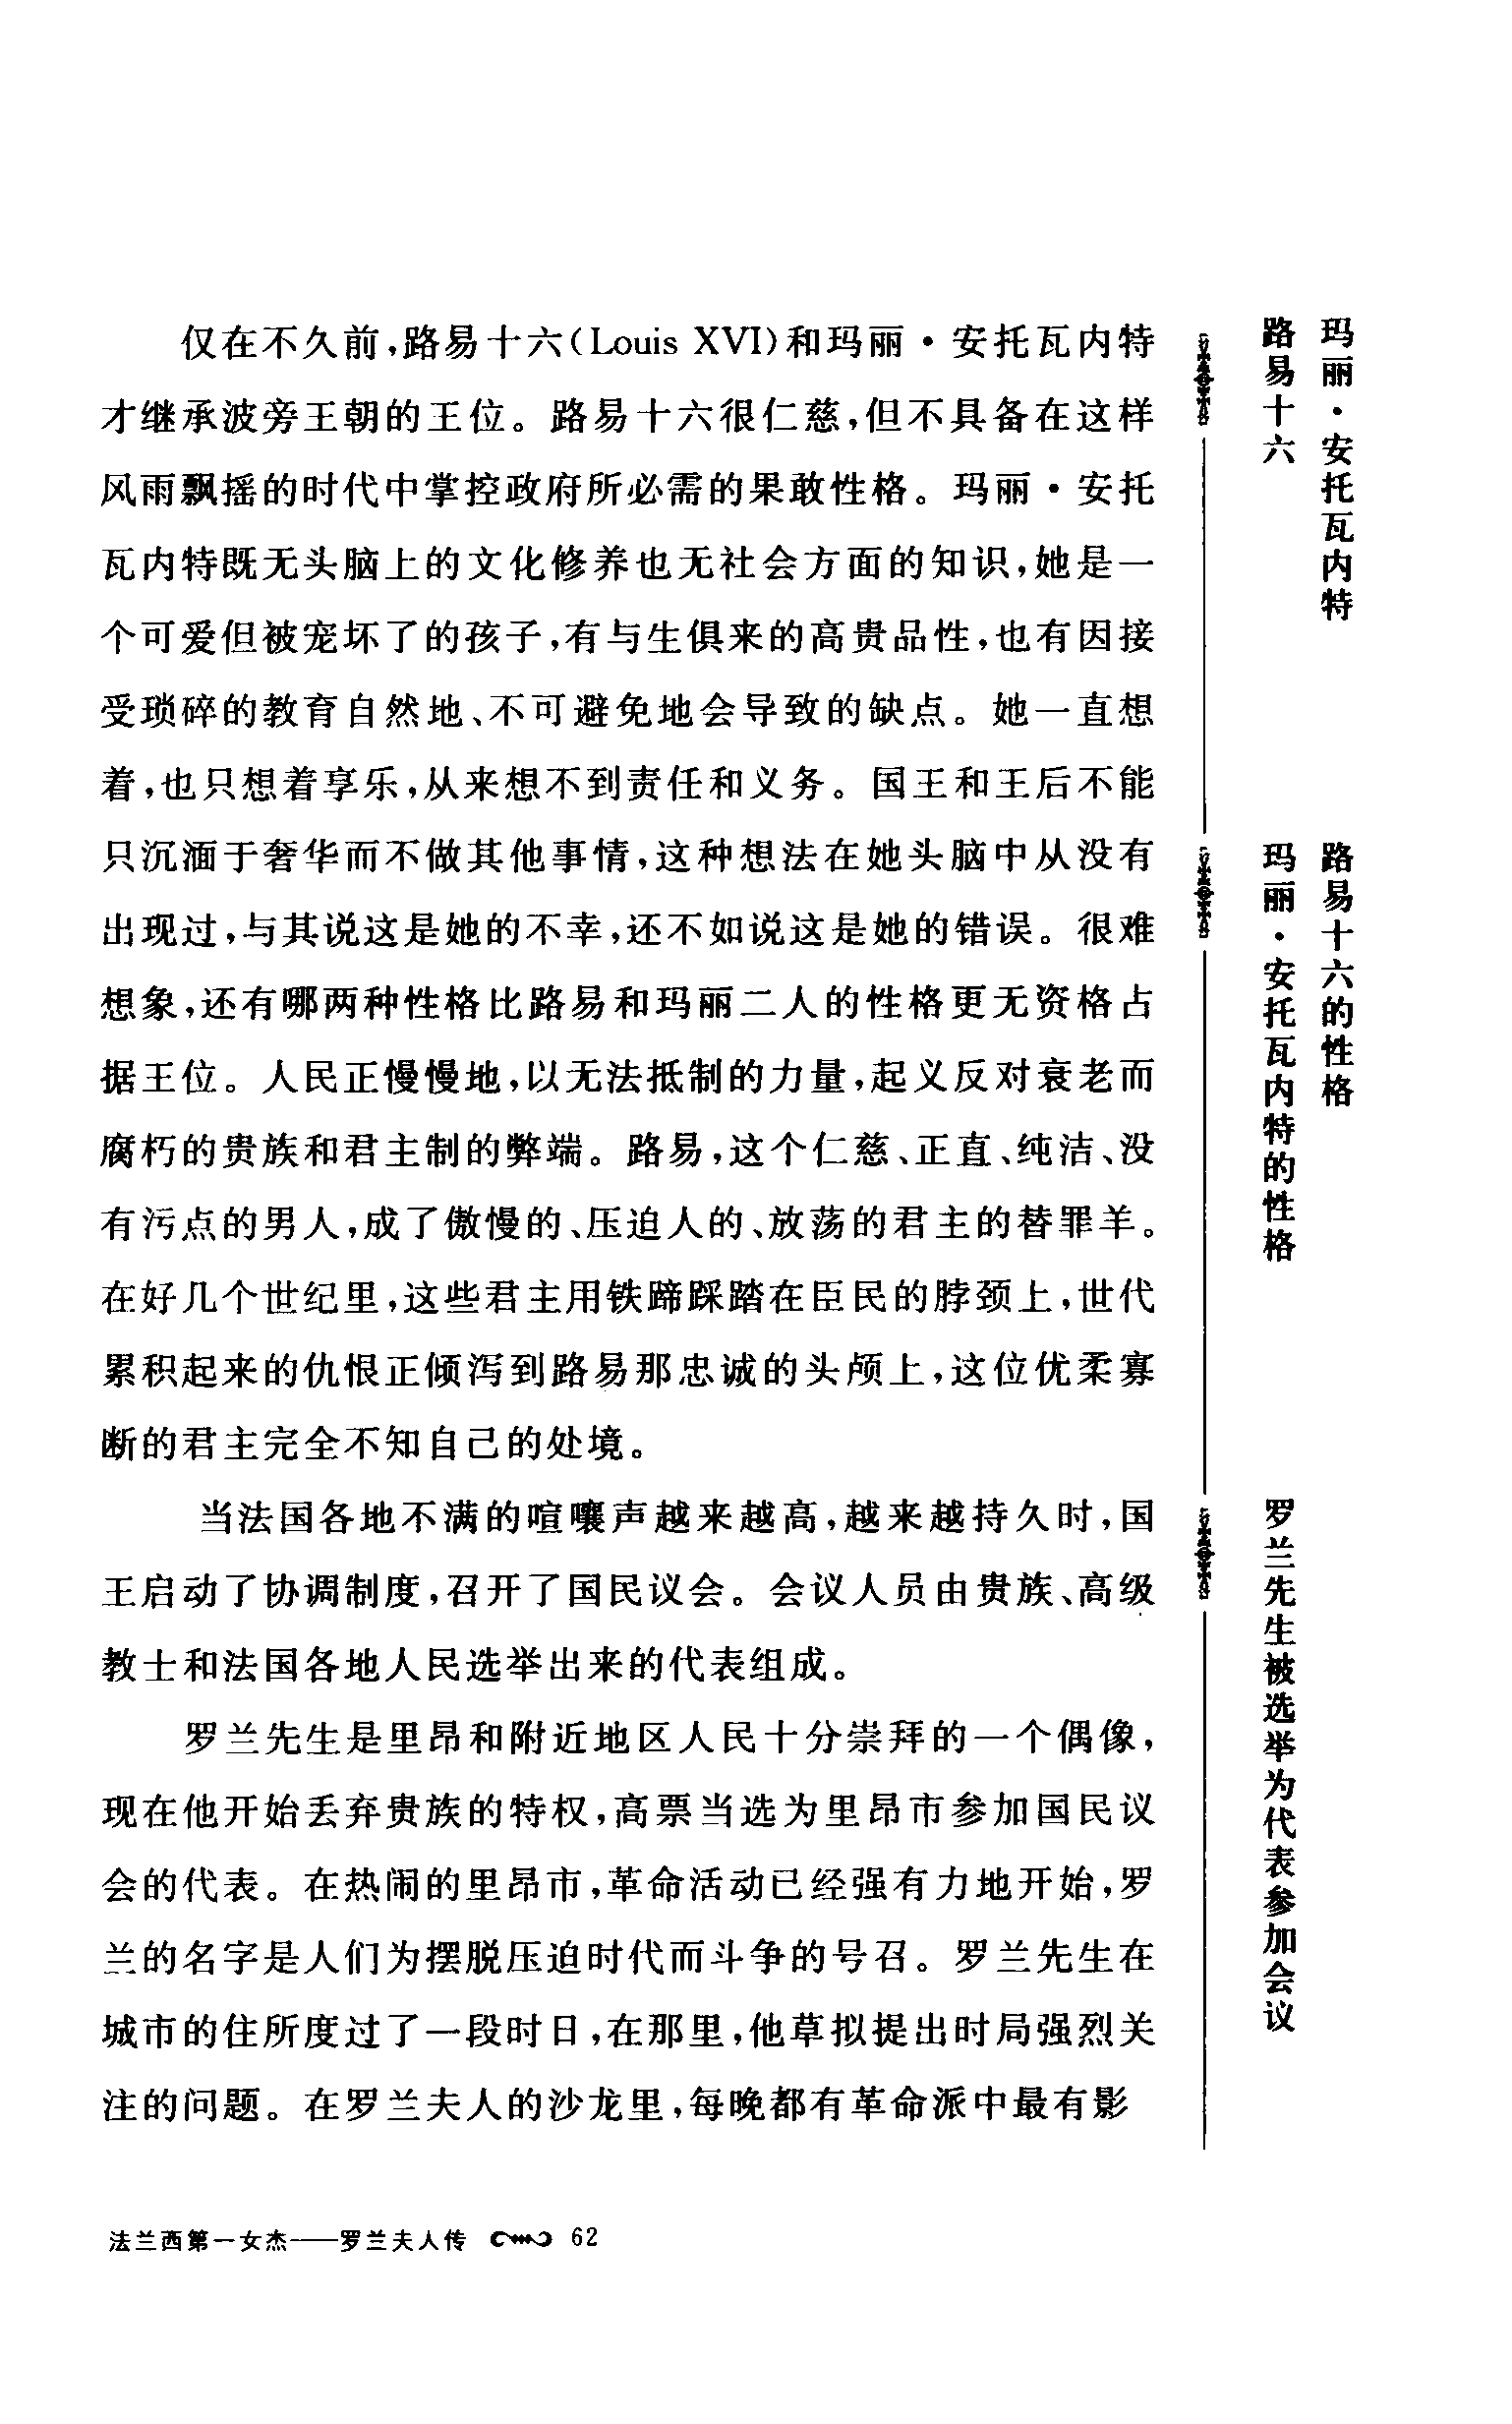 仅在不久前,路易十六(Louis XVI)和玛丽·安托瓦内特
才继承波旁王朝的王位。路易十六很仁慈,但不具备在这样
风雨飘摇的时代中掌控政府所必需的果敢性格。玛丽·安托
瓦内特既无头脑上的文化修养也无社会方面的知识,她是一
个可爱但被宠坏了的孩子,有与生俱来的高贵品性,也有因接
受琐碎的教育自然地、不可避免地会导致的缺点。她一直想
着,也只想着享乐,从来想不到责任和义务。国王和王后不能
只沉湎于奢华而不做其他事情,这种想法在她头脑中从没有
出现过,与其说这是她的不幸,还不如说这是她的错误。很难
想象,还有哪两种性格比路易和玛丽二人的性格更无资格占
据王位。人民正慢慢地,以无法抵制的力量,起义反对衰老而
腐朽的贵族和君主制的弊端。路易,这个仁慈、正直、纯洁、没
有污点的男人,成了傲慢的、压迫人的、放荡的君主的替罪羊。
在好几个世纪里,这些君主用铁蹄踩踏在臣民的脖颈上,世代
累积起来的仇恨正倾泻到路易那忠诚的头颅上,这位优柔寡
断的君主完全不知自己的处境。
当法国各地不满的喧嚷声越来越高,越来越持久时,国
王启动了协调制度,召开了国民议会。会议人员由贵族、高级
教士和法国各地人民选举出来的代表组成。
罗兰先生是里昂和附近地区人民十分崇拜的一个偶像,
现在他开始丢弃贵族的特权,高票当选为里昂市参加国民议
会的代表。在热闹的里昂市,革命活动已经强有力地开始,罗
兰的名字是人们为摆脱压迫时代而斗争的号召。罗兰先生在
城市的住所度过了一段时日,在那里,他草拟提出时局强烈关
注的问题。在罗兰夫人的沙龙里,每晚都有革命派中最有影
玛丽·安托瓦内特
路易十六
路易十六的性格
玛丽·安托瓦内特的性格
罗兰先生被选举为代表参加会议
法兰西第一女杰——罗兰夫人传 62